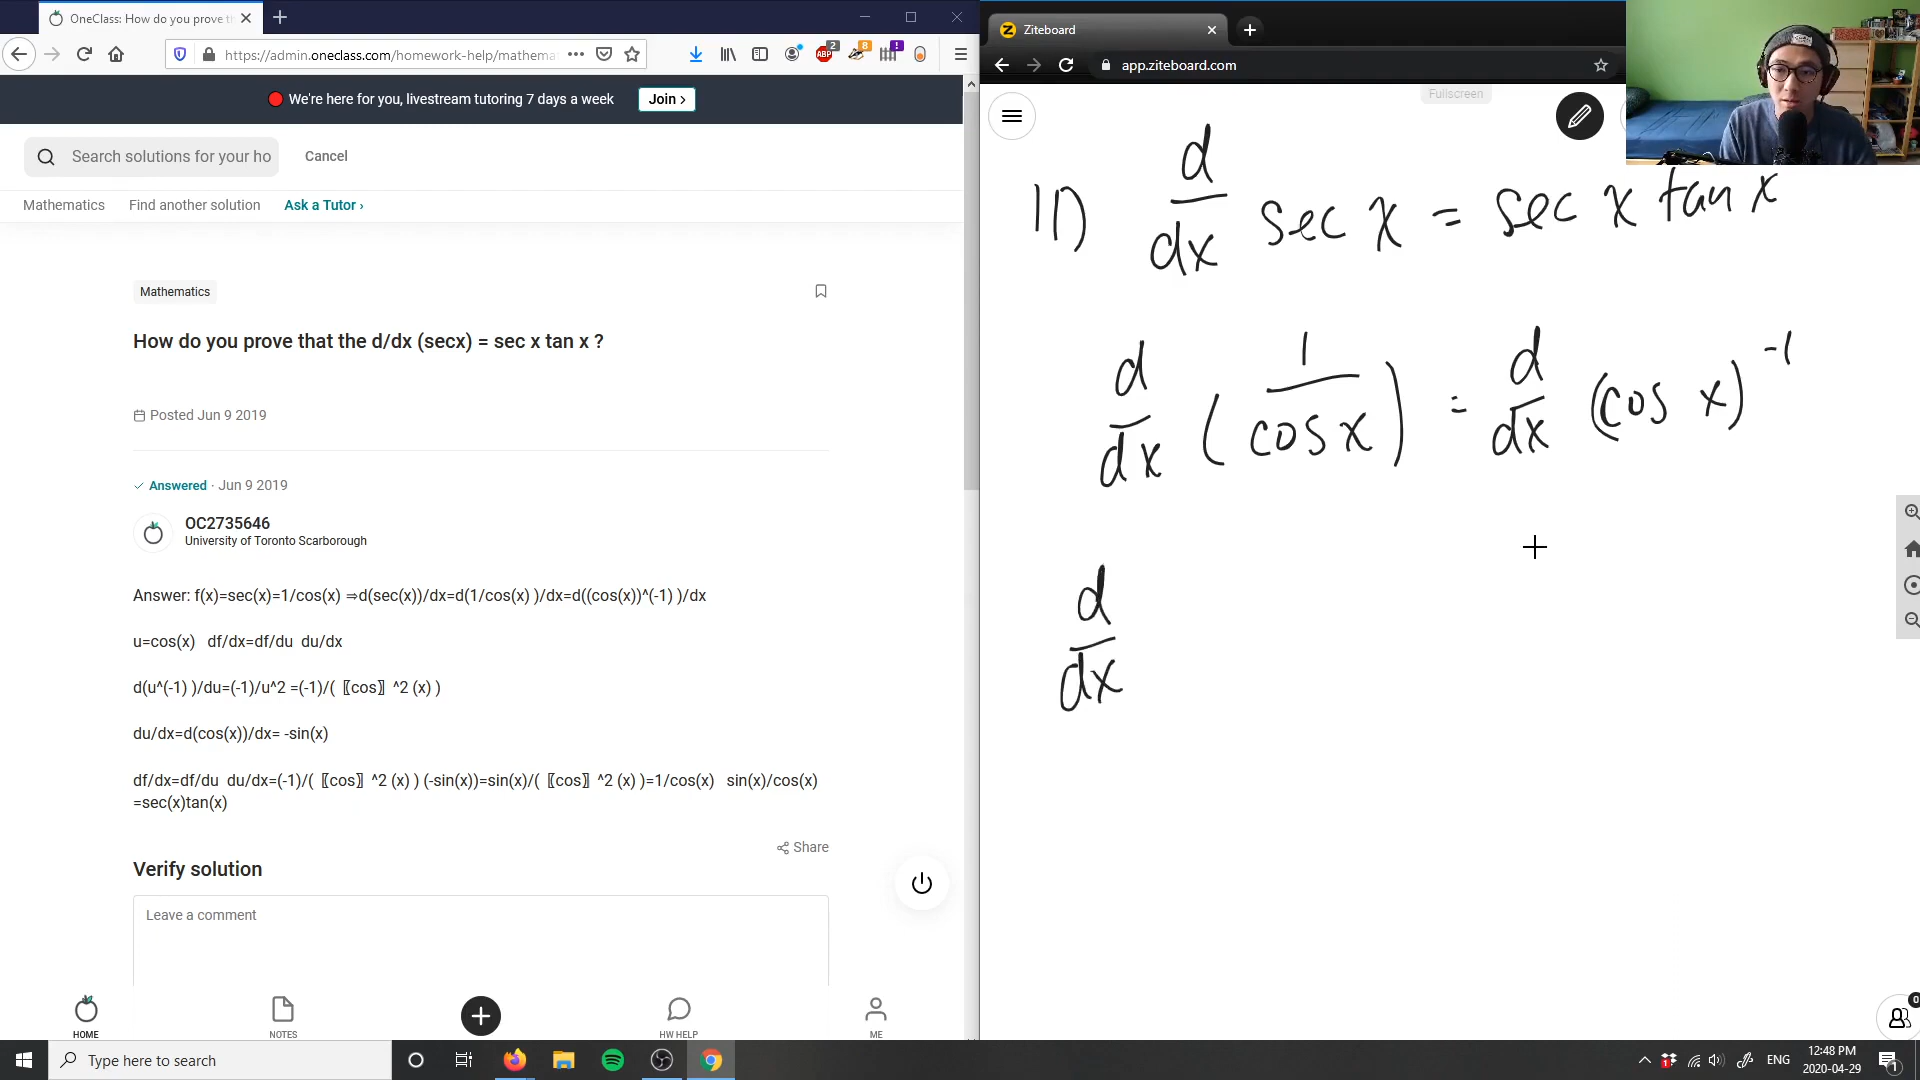 OneClass: How do you prove th
https://admin.oneclass.com/homework-help/mathema
2
8
!
We're here for you, livestream tutoring 7 days a week
Join ›
Search solutions for your ho
Cancel
Mathematics
Find another solution
Ask a Tutor ›
Mathematics
How do you prove that the d/dx (secx) = sec x tan x ?
Posted Jun 9 2019
Answered · Jun 9 2019
OC2735646
University of Toronto Scarborough
Answer: f(x)=sec(x)=1/cos(x) ⇒d(sec(x))/dx=d(1/cos(x) )/dx=d((cos(x))^(-1) )/dx
u=cos(x) df/dx=df/du du/dx
d(u^(-1) )/du=(-1)/u^2 =(-1)/(〖cos〗^2 (x) )
du/dx=d(cos(x))/dx= -sin(x)
df/dx=df/du du/dx=(-1)/(〖cos〗^2 (x) ) (-sin(x))=sin(x)/(〖cos〗^2 (x) )=1/cos(x) sin(x)/cos(x)
=sec(x)tan(x)
Share
Verify solution
Leave a comment
HOME
NOTES
HW HELP
ME
Ziteboard
app.ziteboard.com
Fullscreen
11) d/dx sec x = sec x tan x
d/dx (1/cos x) = d/dx (cos x)^-1
d/dx
0
Type here to search
ABP
1
ENG
12:48 PM
2020-04-29
1